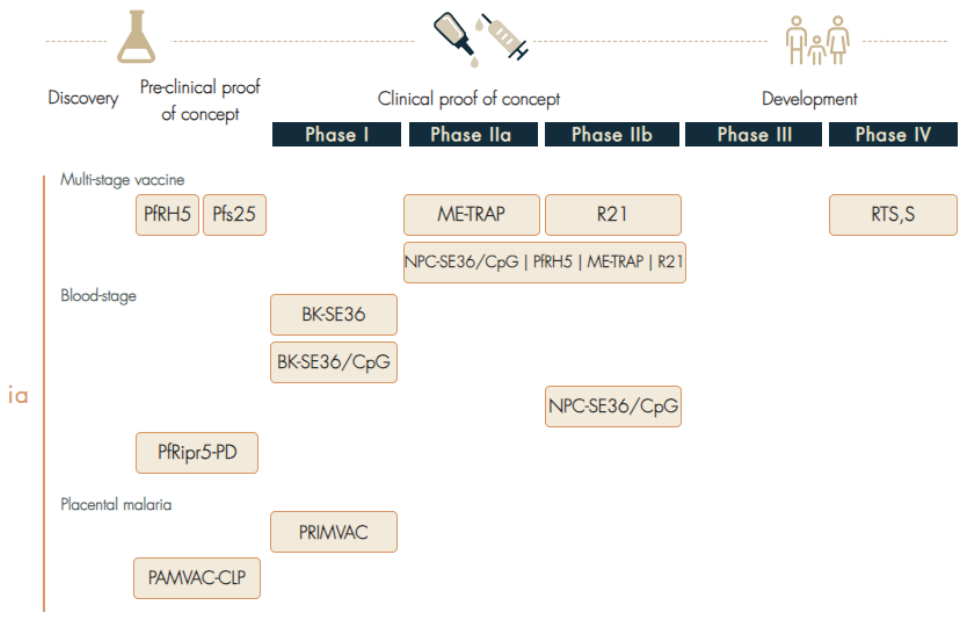 Discovery
Pre-clinical proof
of concept
Clinical proof of concept
Development
Phase I
Phase IIa
Phase IIb
Phase III
Phase IV
Multi-stage vaccine
PfRH5
Pfs25
ME-TRAP
R21
RTS,S
NPC-SE36/CpG | PfRH5 | ME-TRAP | R21
Blood-stage
BK-SE36
BK-SE36/CpG
ia
NPC-SE36/CpG
PfRipr5-PD
Placental malaria
PRIMVAC
PAMVAC-CLP